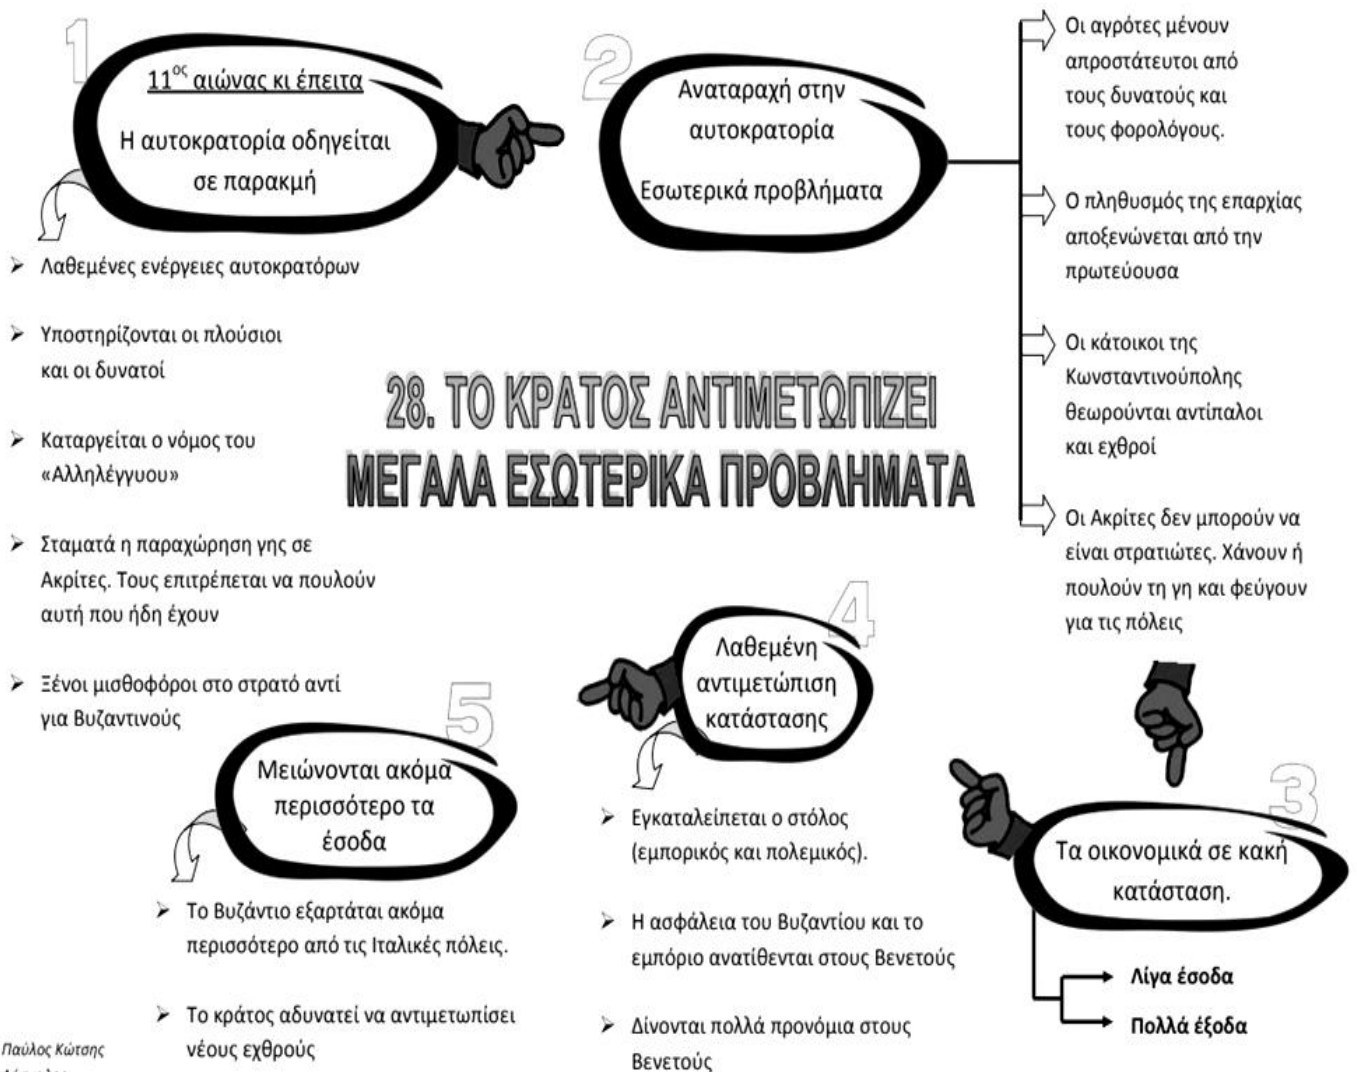 1
11ος αιώνας κι έπειτα
Η αυτοκρατορία οδηγείται
σε παρακμή
➢ Λαθεμένες ενέργειες αυτοκρατόρων
➢ Υποστηρίζονται οι πλούσιοι
και οι δυνατοί
➢ Καταργείται ο νόμος του
«Αλληλέγγυου»
➢ Σταματά η παραχώρηση γης σε
Ακρίτες. Τους επιτρέπεται να πουλούν
αυτή που ήδη έχουν
➢ Ξένοι μισθοφόροι στο στρατό αντί
για Βυζαντινούς
2
Αναταραχή στην
αυτοκρατορία
Εσωτερικά προβλήματα
Οι αγρότες μένουν
απροστάτευτοι από
τους δυνατούς και
τους φορολόγους.
Ο πληθυσμός της επαρχίας
αποξενώνεται από την
πρωτεύουσα
Οι κάτοικοι της
Κωνσταντινούπολης
θεωρούνται αντίπαλοι
και εχθροί
Οι Ακρίτες δεν μπορούν να
είναι στρατιώτες. Χάνουν ή
πουλούν τη γη και φεύγουν
για τις πόλεις
28. ΤΟ ΚΡΑΤΟΣ ΑΝΤΙΜΕΤΩΠΙΖΕΙ
ΜΕΓΑΛΑ ΕΣΩΤΕΡΙΚΑ ΠΡΟΒΛΗΜΑΤΑ
3
Τα οικονομικά σε κακή
κατάσταση.
Λίγα έσοδα
Πολλά έξοδα
4
Λαθεμένη
αντιμετώπιση
κατάστασης
➢ Εγκαταλείπεται ο στόλος
(εμπορικός και πολεμικός).
➢ Η ασφάλεια του Βυζαντίου και το
εμπόριο ανατίθενται στους Βενετούς
➢ Δίνονται πολλά προνόμια στους
Βενετούς
5
Μειώνονται ακόμα
περισσότερο τα
έσοδα
➢ Το Βυζάντιο εξαρτάται ακόμα
περισσότερο από τις Ιταλικές πόλεις.
➢ Το κράτος αδυνατεί να αντιμετωπίσει
νέους εχθρούς
Παύλος Κώτσης